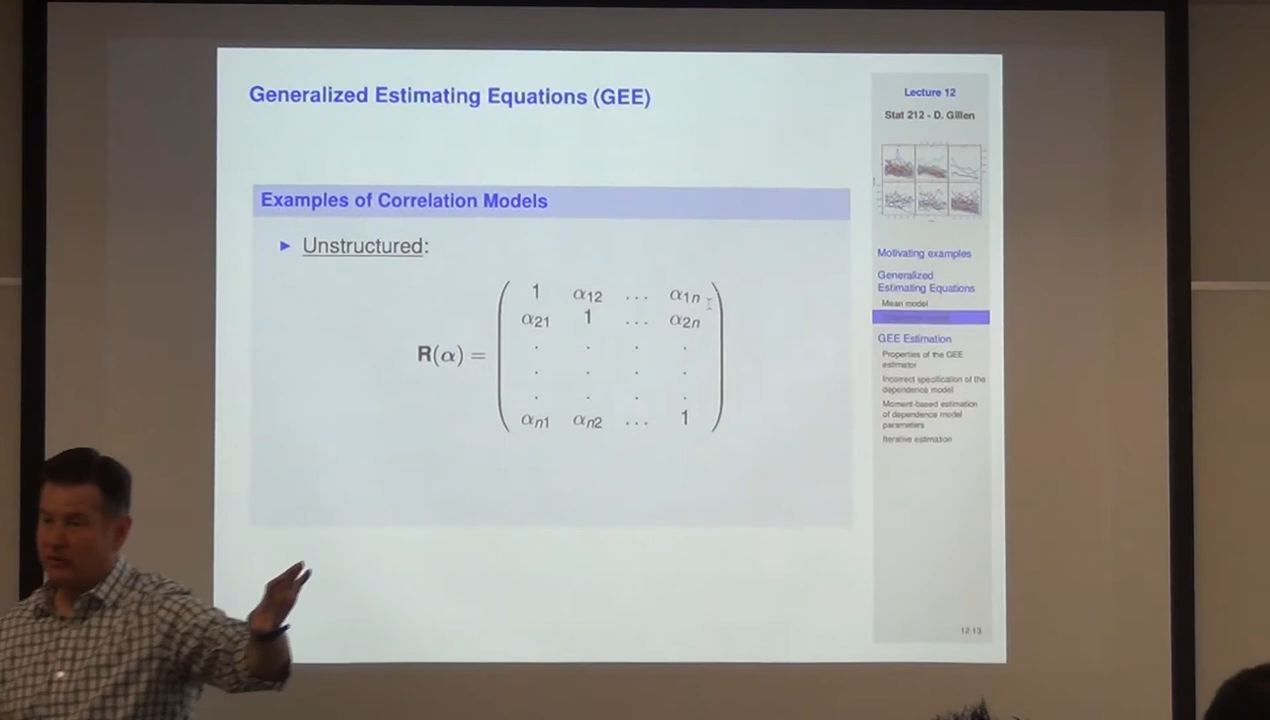 Generalized Estimating Equations (GEE)
Examples of Correlation Models
► Unstructured:
R(α) =
1 α12 ... α1n
α21 1 ... α2n
. . . .
. . . .
. . . .
αn1 αn2 ... 1
Lecture 12
Stat 212 - D. Gillen
Motivating examples
Generalized
Estimating Equations
Mean model
GEE Estimation
Properties of the GEE
estimator
Incorrect specification of the
dependence model
Moment-based estimation
of dependence model
parameters
Iterative estimation
12.13